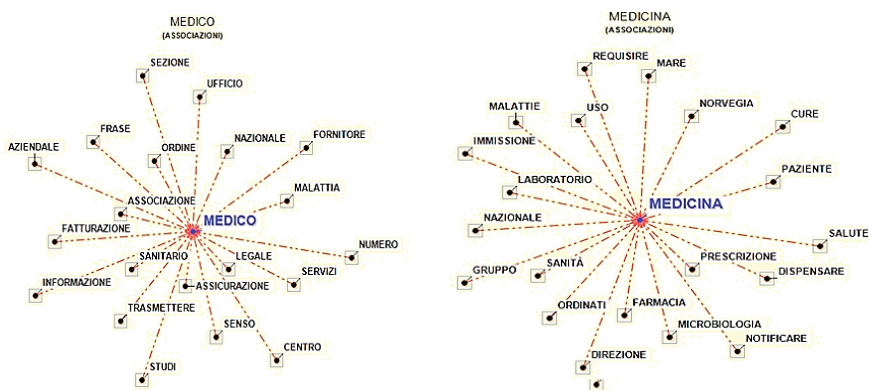 MEDICO
(ASSOCIAZIONI)
SEZIONE
UFFICIO
FRASE
ORDINE
NAZIONALE
FORNITORE
AZIENDALE
MALATTIA
ASSOCIAZIONE
MEDICO
FATTURAZIONE
NUMERO
SANITARIO
LEGALE
INFORMAZIONE
ASSICURAZIONE
SERVIZI
TRASMETTERE
SENSO
CENTRO
STUDI
MEDICINA
(ASSOCIAZIONI)
REQUISIRE
MARE
MALATTIE
USO
NORVEGIA
CURE
IMMISSIONE
LABORATORIO
PAZIENTE
MEDICINA
NAZIONALE
SALUTE
GRUPPO
SANITÀ
PRESCRIZIONE
DISPENSARE
ORDINATI
FARMACIA
MICROBIOLOGIA
NOTIFICARE
DIREZIONE